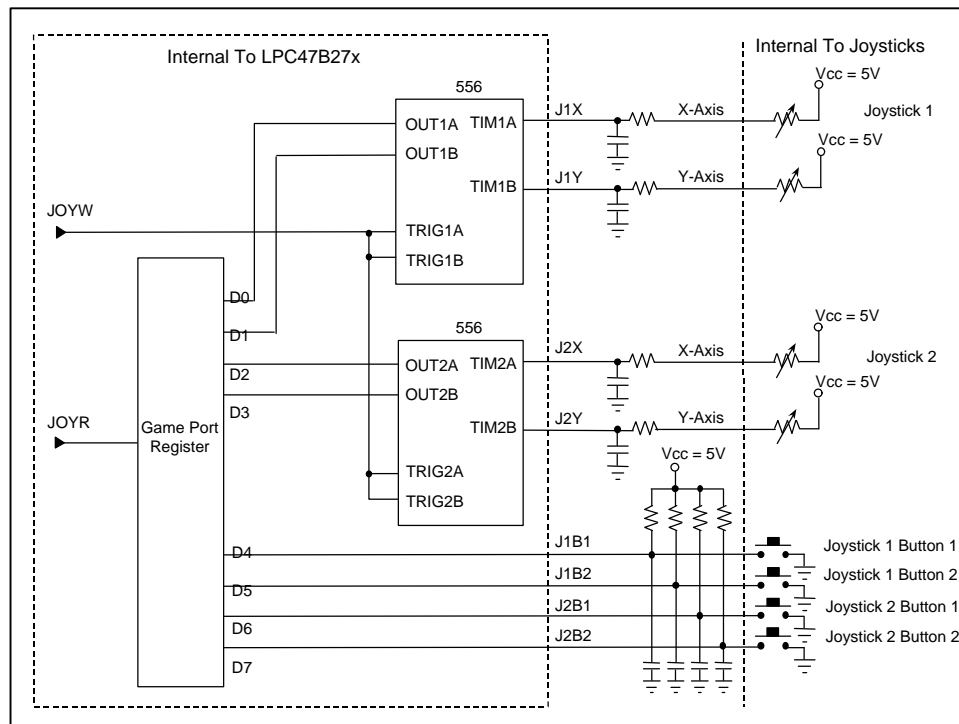 Internal To LPC47B27x
Internal To Joysticks
Vcc = 5V
556
J1X
X-Axis
Joystick 1
OUT1A
TIM1A
OUT1B
Vcc = 5V
J1Y
Y-Axis
TIM1B
JOYW
TRIG1A
TRIG1B
D0
D1
556
Vcc = 5V
J2X
X-Axis
Joystick 2
OUT2A
TIM2A
D2
OUT2B
Vcc = 5V
D3
J2Y
Y-Axis
TIM2B
JOYR
Game Port
Register
Vcc = 5V
TRIG2A
TRIG2B
D4
J1B1
Joystick 1 Button 1
D5
J1B2
Joystick 1 Button 2
D6
J2B1
Joystick 2 Button 1
D7
J2B2
Joystick 2 Button 2